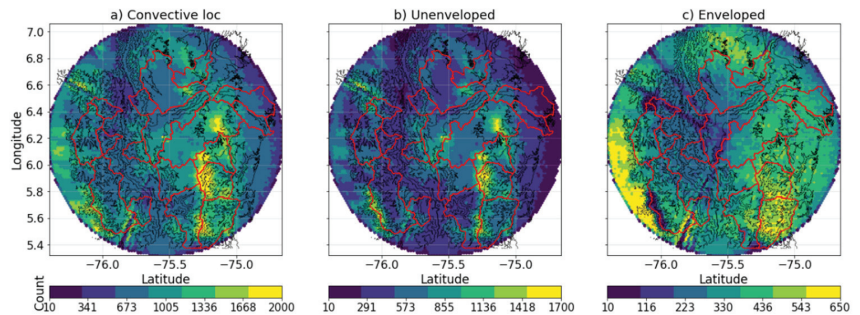 a) Convective loc b) Unenveloped c) Enveloped
7.0
6.8
6.6
6.4
6.2
6.0
5.8
5.6
5.4
Longitude
−76.0 −75.5 −75.0 −76.0 −75.5 −75.0 −76.0 −75.5 −75.0
Latitude Latitude Latitude
Count
10 341 673 1005 1336 1668 2000 10 291 573 855 1136 1418 1700 10 116 223 330 436 543 650